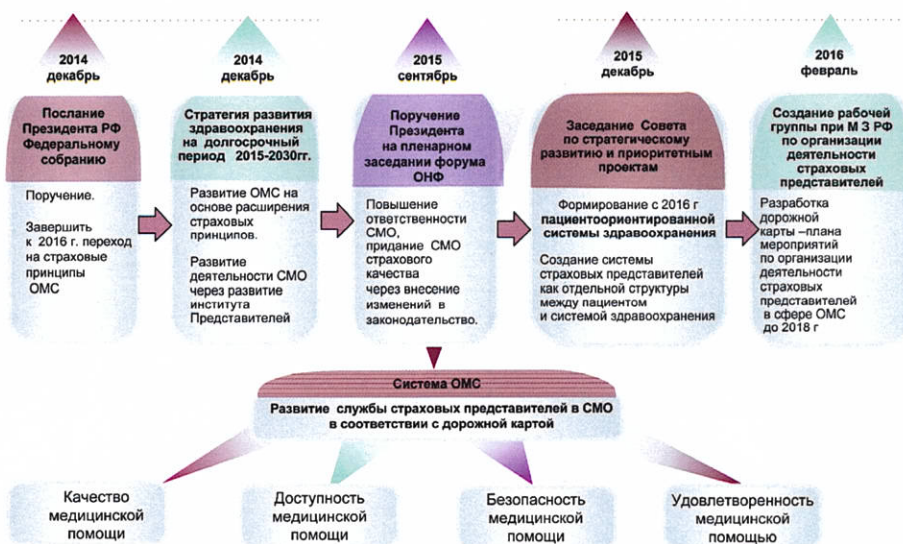 2014
декабрь
Послание
Президента РФ
Федеральному
собранию
Поручение.
Завершить
к 2016 г. переход
на страховые
принципы
ОМС
2014
декабрь
Стратегия развития
здравоохранения
на долгосрочный
период 2015-2030гг.
Развитие ОМС на
основе расширения
страховых
принципов.
Развитие
деятельности СМО
через развитие
института
Представителей
2015
сентябрь
Поручение
Президента
на пленарном
заседании форума
ОНФ
Повышение
ответственности
СМО,
придание СМО
страхового
качества
через внесение
изменений в
законодательство.
2015
декабрь
Заседание Совета
по стратегическому
развитию и приоритетным
проектам
Формирование с 2016 г
пациентоориентированной
системы здравоохранения
Создание системы
страховых представителей
как отдельной структуры
между пациентом
и системой здравоохранения
2016
февраль
Создание рабочей
группы при М З РФ
по организации
деятельности
страховых
представителей
Разработка
дорожной
карты –плана
мероприятий
по организации
деятельности
страховых
представителей
в сфере ОМС
до 2018 г
Система ОМС
Развитие службы страховых представителей в СМО
в соответствии с дорожной картой
Качество
медицинской
помощи
Доступность
медицинской
помощи
Безопасность
медицинской
помощи
Удовлетворенность
медицинской
помощью